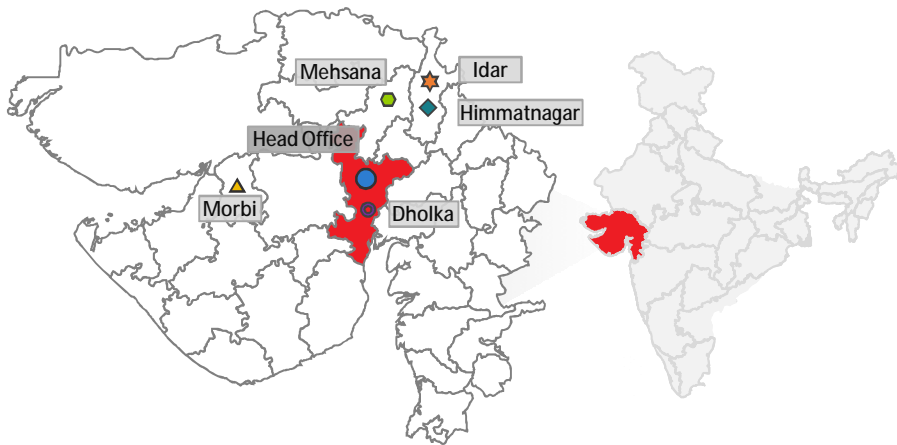 Mehsana
Idar
Himmatnagar
Head Office
Morbi
Dholka